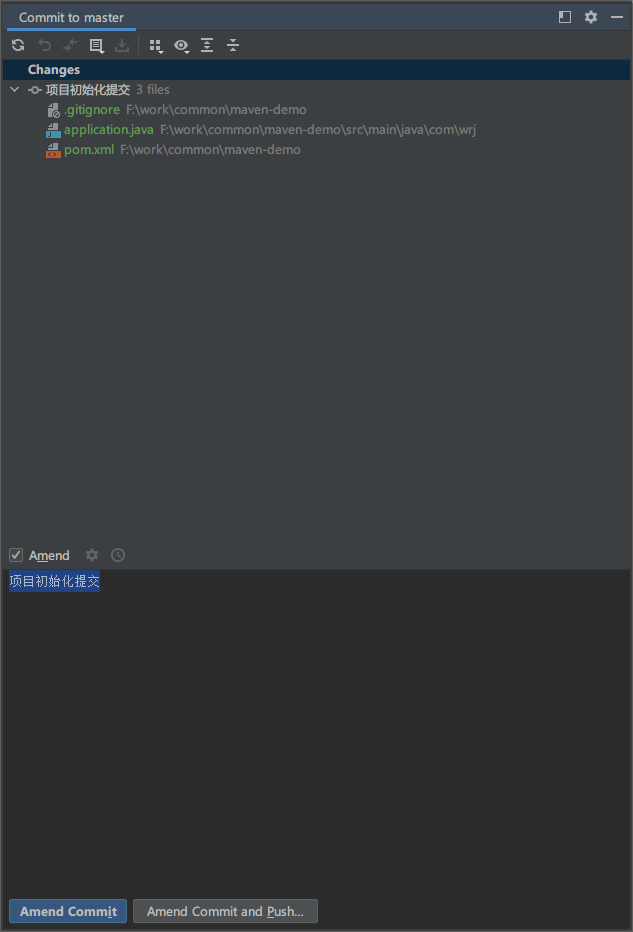 Commit to master
Changes
项目初始化提交 3 files
.gitignore F:\work\common\maven-demo
application.java F:\work\common\maven-demo\src\main\java\com\wrj
pom.xml F:\work\common\maven-demo
Amend
项目初始化提交
Amend Commit Amend Commit and Push...